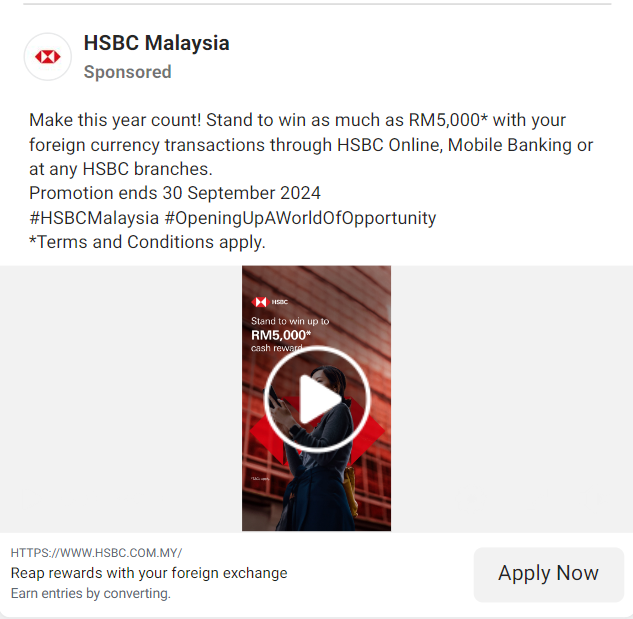 HSBC Malaysia
Sponsored
Make this year count! Stand to win as much as RM5,000* with your
foreign currency transactions through HSBC Online, Mobile Banking or
at any HSBC branches.
Promotion ends 30 September 2024
#HSBCMalaysia #OpeningUpAWorldOfOpportunity
*Terms and Conditions apply.
HSBC
Stand to win up to
RM5,000*
cash reward
HTTPS://WWW.HSBC.COM.MY/
Reap rewards with your foreign exchange
Earn entries by converting.
Apply Now